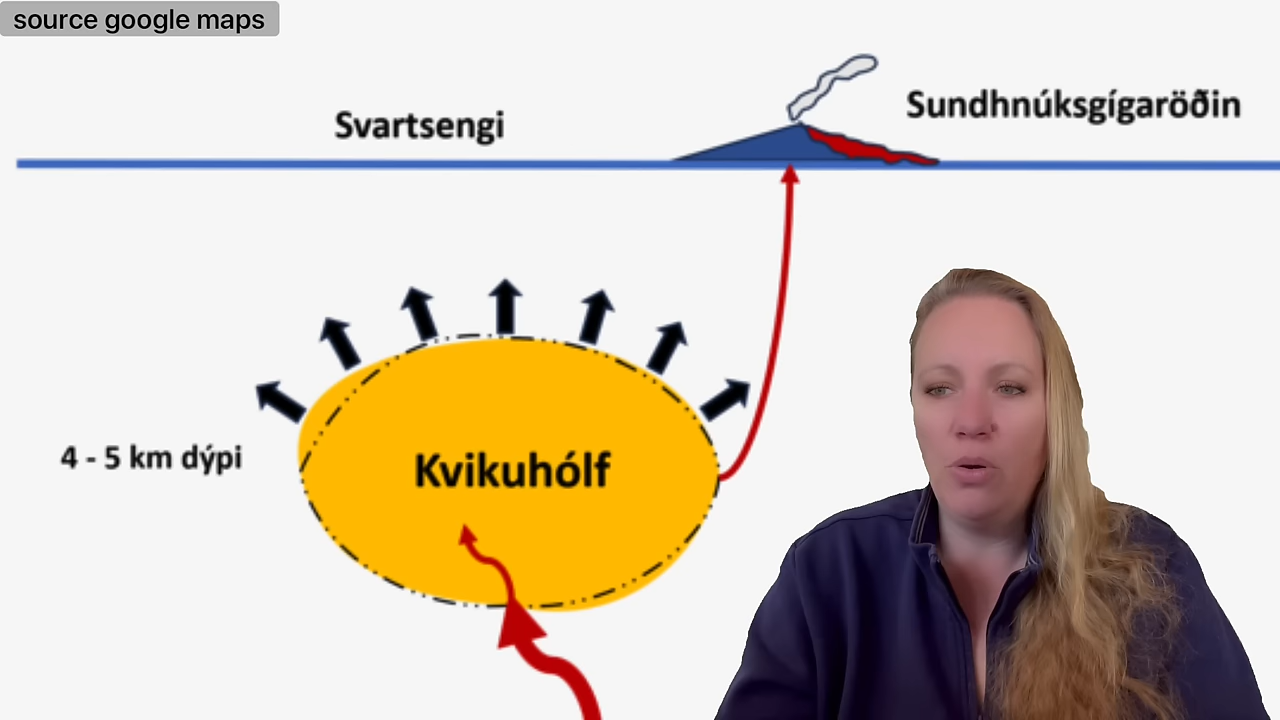 source google maps
Svartsengi
Sundhnúksgígaröðin
4 - 5 km dýpi
Kvikuhólf